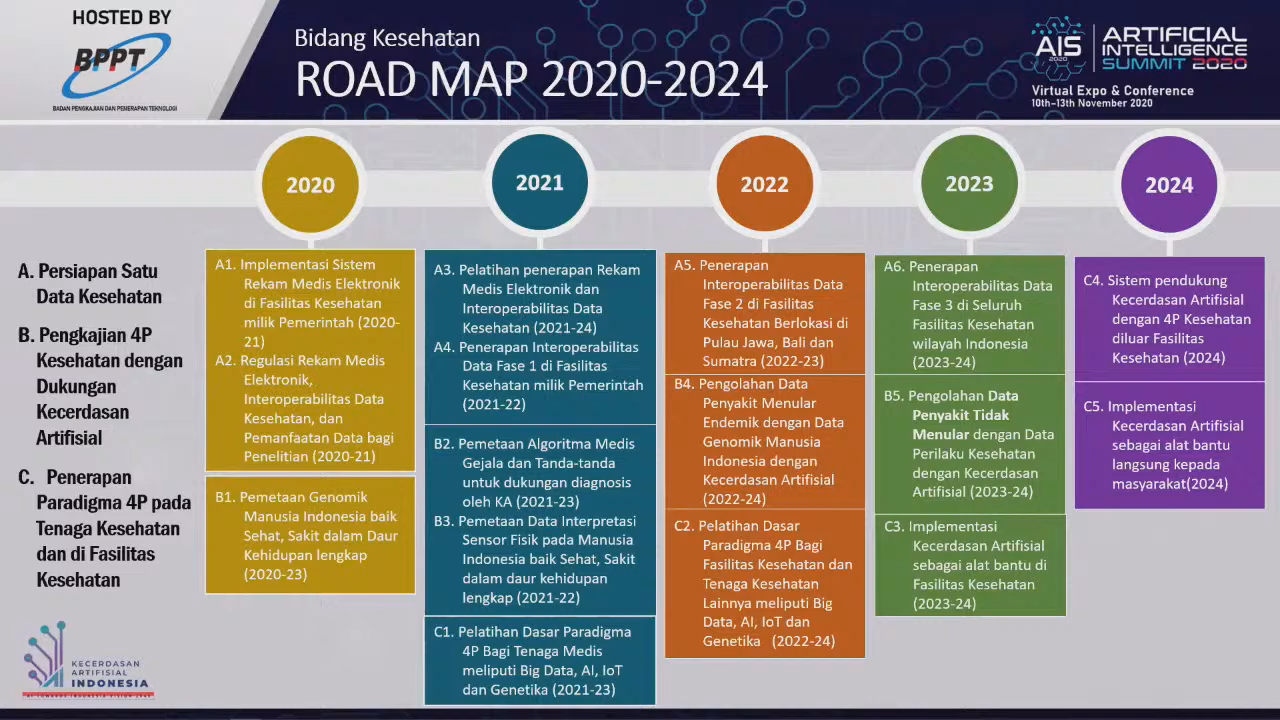 HOSTED BY
BPPT
BADAN PENGKAJIAN DAN PENERAPAN TEKNOLOGI
Bidang Kesehatan
ROAD MAP 2020-2024
AIS
2020
ARTIFICIAL
INTELLIGENCE
SUMMIT 2020
Virtual Expo & Conference
10th-13th November 2020
2020
2021
2022
2023
2024
A. Persiapan Satu
Data Kesehatan
B. Pengkajian 4P
Kesehatan dengan
Dukungan
Kecerdasan
Artifisial
C. Penerapan
Paradigma 4P pada
Tenaga Kesehatan
dan di Fasilitas
Kesehatan
A1. Implementasi Sistem
Rekam Medis Elektronik
di Fasilitas Kesehatan
milik Pemerintah (2020-
21)
A2. Regulasi Rekam Medis
Elektronik,
Interoperabilitas Data
Kesehatan, dan
Pemanfaatan Data bagi
Penelitian (2020-21)
B1. Pemetaan Genomik
Manusia Indonesia baik
Sehat, Sakit dalam Daur
Kehidupan lengkap
(2020-23)
A3. Pelatihan penerapan Rekam
Medis Elektronik dan
Interoperabilitas Data
Kesehatan (2021-24)
A4. Penerapan Interoperabilitas
Data Fase 1 di Fasilitas
Kesehatan milik Pemerintah
(2021-22)
B2. Pemetaan Algoritma Medis
Gejala dan Tanda-tanda
untuk dukungan diagnosis
oleh KA (2021-23)
B3. Pemetaan Data Interpretasi
Sensor Fisik pada Manusia
Indonesia baik Sehat, Sakit
dalam daur kehidupan
lengkap (2021-22)
C1. Pelatihan Dasar Paradigma
4P Bagi Tenaga Medis
meliputi Big Data, AI, IoT
dan Genetika (2021-23)
A5. Penerapan
Interoperabilitas Data
Fase 2 di Fasilitas
Kesehatan Berlokasi di
Pulau Jawa, Bali dan
Sumatra (2022-23)
B4. Pengolahan Data
Penyakit Menular
Endemik dengan Data
Genomik Manusia
Indonesia dengan
Kecerdasan Artifisial
(2022-24)
C2. Pelatihan Dasar
Paradigma 4P Bagi
Fasilitas Kesehatan dan
Tenaga Kesehatan
Lainnya meliputi Big
Data, AI, IoT dan
Genetika (2022-24)
A6. Penerapan
Interoperabilitas Data
Fase 3 di Seluruh
Fasilitas Kesehatan
wilayah Indonesia
(2023-24)
B5. Pengolahan Data
Penyakit Tidak
Menular dengan Data
Perilaku Kesehatan
dengan Kecerdasan
Artifisial (2023-24)
C3. Implementasi
Kecerdasan Artifisial
sebagai alat bantu di
Fasilitas Kesehatan
(2023-24)
C4. Sistem pendukung
Kecerdasan Artifisial
dengan 4P Kesehatan
diluar Fasilitas
Kesehatan (2024)
C5. Implementasi
Kecerdasan Artifisial
sebagai alat bantu
langsung kepada
masyarakat(2024)
KECERDASAN
ARTIFISIAL
INDONESIA